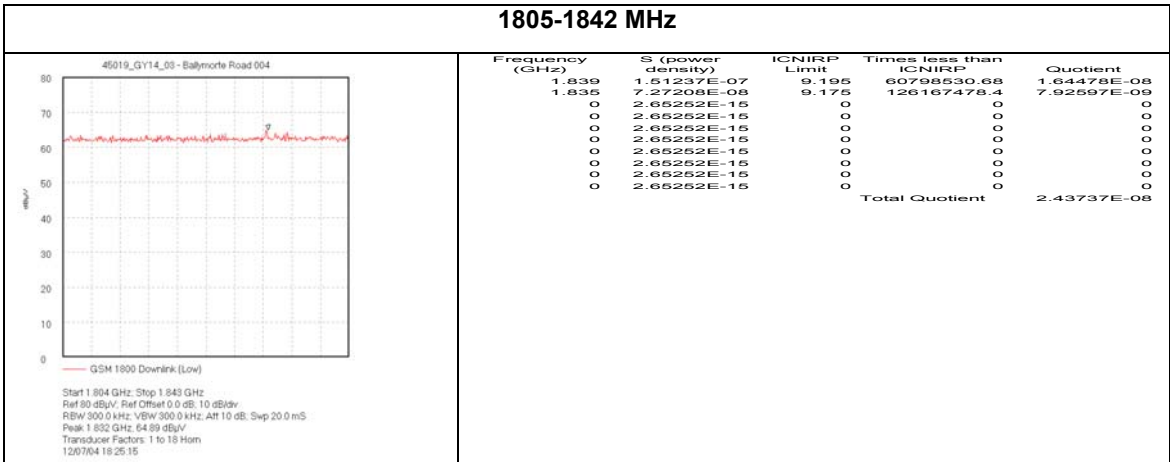 1805-1842 MHz
45019_GY14_03 - Ballymorte Road 004
80
70
60
50
40
30
20
10
0
dBµV
GSM 1800 Downlink (Low)
Start 1.804 GHz; Stop 1.843 GHz
Ref 80 dBµV; Ref Offset 0.0 dB; 10 dB/div
RBW 300.0 kHz; VBW 300.0 kHz; Att 10 dB; Swp 20.0 mS
Peak 1.832 GHz, 64.89 dBµV
Transducer Factors: 1 to 18 Horn
12/07/04 18:25:15
Frequency (GHz) S (power density) ICNIRP Limit Times less than ICNIRP Quotient
1.839 1.51237E-07 9.195 60798530.68 1.64478E-08
1.835 7.27208E-08 9.175 126167478.4 7.92597E-09
0 2.65252E-15 0 0 0
0 2.65252E-15 0 0 0
0 2.65252E-15 0 0 0
0 2.65252E-15 0 0 0
0 2.65252E-15 0 0 0
0 2.65252E-15 0 0 0
0 2.65252E-15 0 0 0
0 2.65252E-15 0 0 0
Total Quotient 2.43737E-08